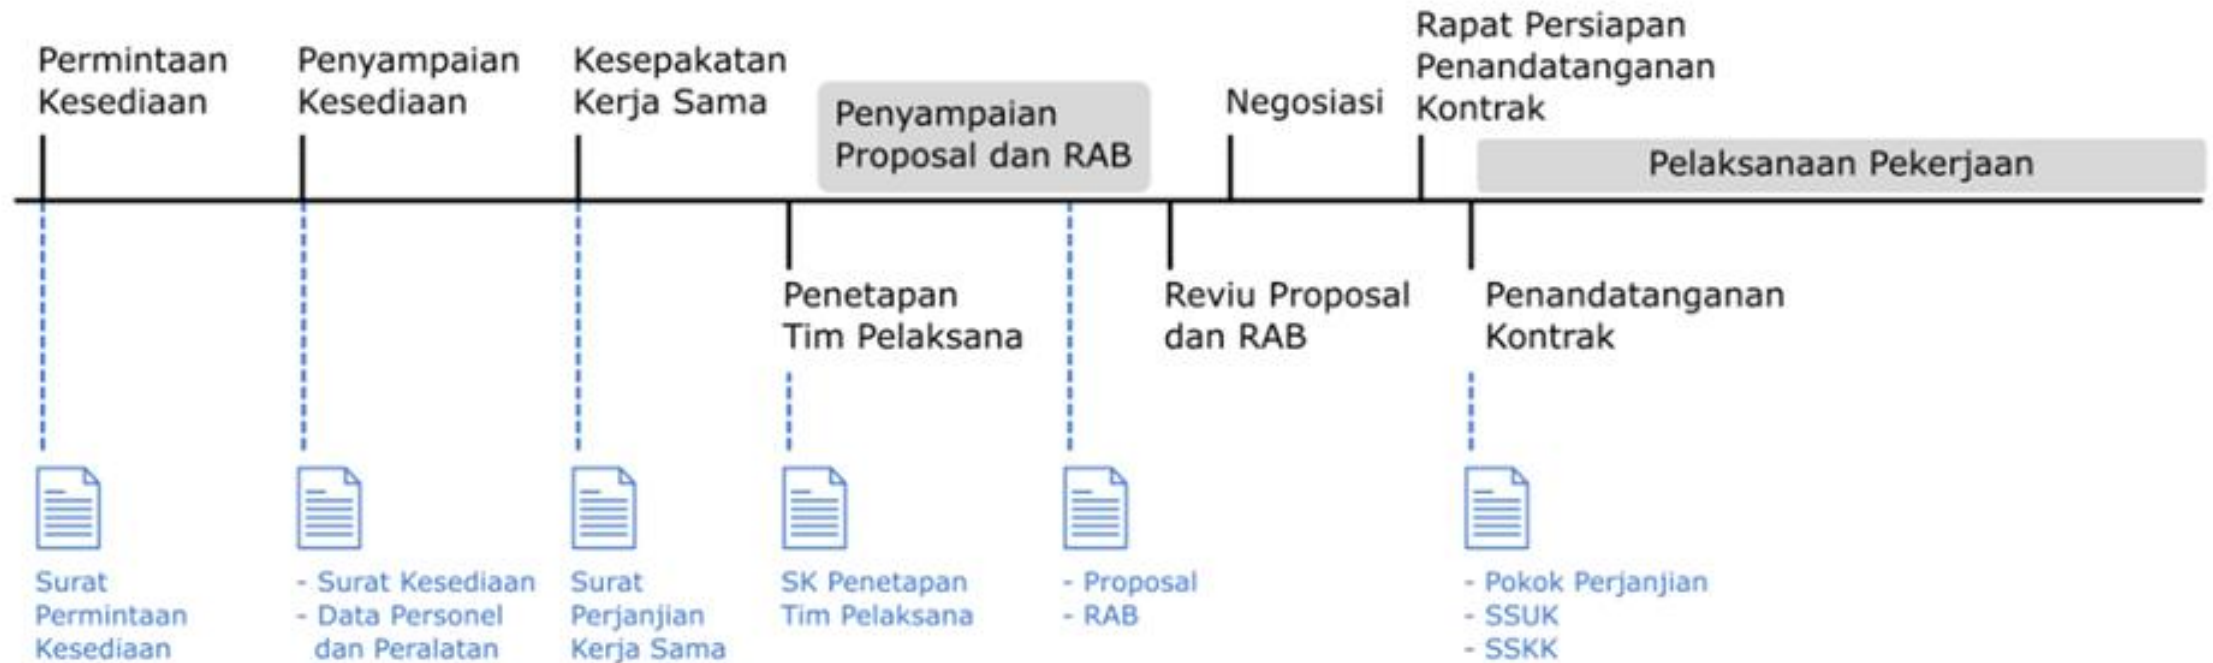 Permintaan
Kesediaan
Penyampaian
Kesediaan
Kesepakatan
Kerja Sama
Penyampaian
Proposal dan RAB
Negosiasi
Rapat Persiapan
Penandatanganan
Kontrak
Pelaksanaan Pekerjaan
Penetapan
Tim Pelaksana
Reviu Proposal
dan RAB
Penandatanganan
Kontrak
Surat
Permintaan
Kesediaan
- Surat Kesediaan
- Data Personel
dan Peralatan
Surat
Perjanjian
Kerja Sama
SK Penetapan
Tim Pelaksana
- Proposal
- RAB
- Pokok Perjanjian
- SSUK
- SSKK